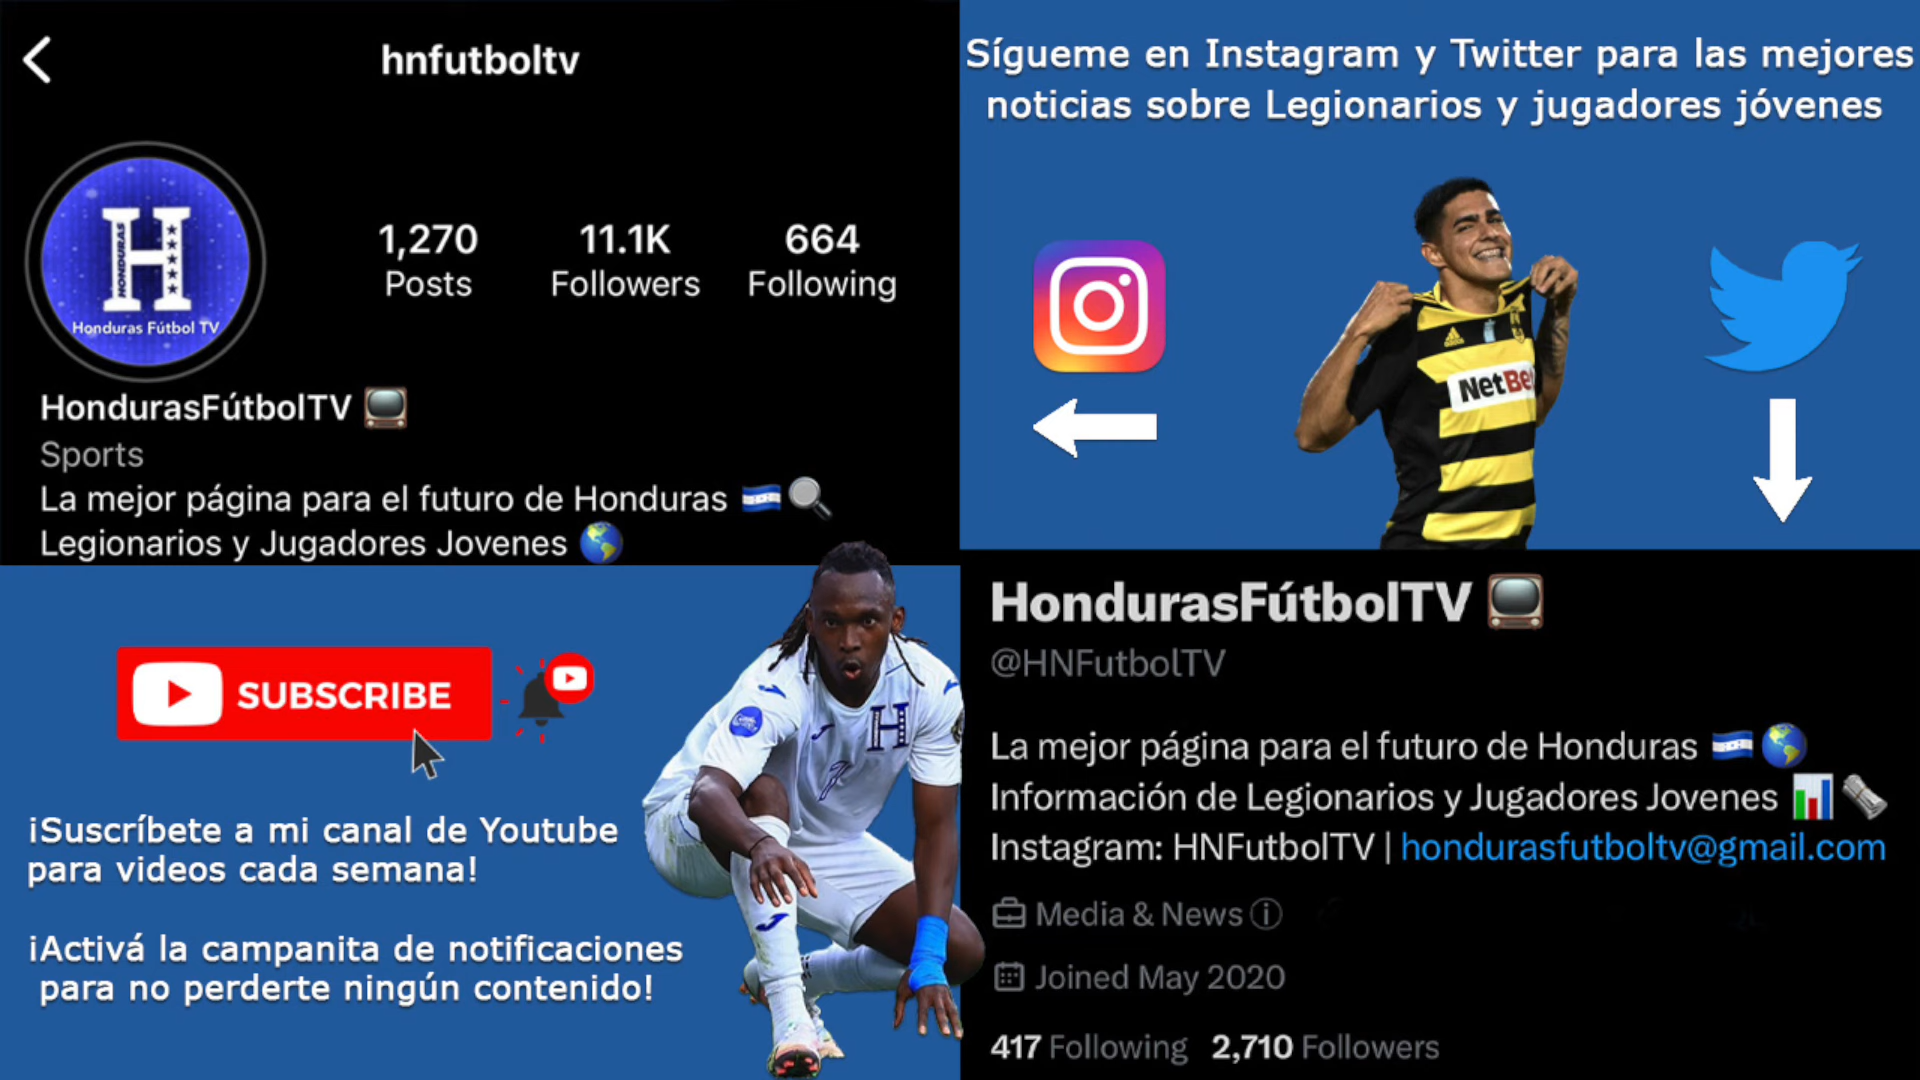 hnfutboltv
HONDURAS
H
Honduras Fútbol TV
1,270
Posts
11.1K
Followers
664
Following
HondurasFútbolTV
Sports
La mejor página para el futuro de Honduras
Legionarios y Jugadores Jovenes
Sígueme en Instagram y Twitter para las mejores
noticias sobre Legionarios y jugadores jóvenes
NetBe
SUBSCRIBE
¡Suscríbete a mi canal de Youtube
para videos cada semana!
¡Activá la campanita de notificaciones
para no perderte ningún contenido!
H
7
HondurasFútbolTV
@HNFutbolTV
La mejor página para el futuro de Honduras
Información de Legionarios y Jugadores Jovenes
Instagram: HNFutbolTV | hondurasfutboltv@gmail.com
Media & News
Joined May 2020
417 Following 2,710 Followers